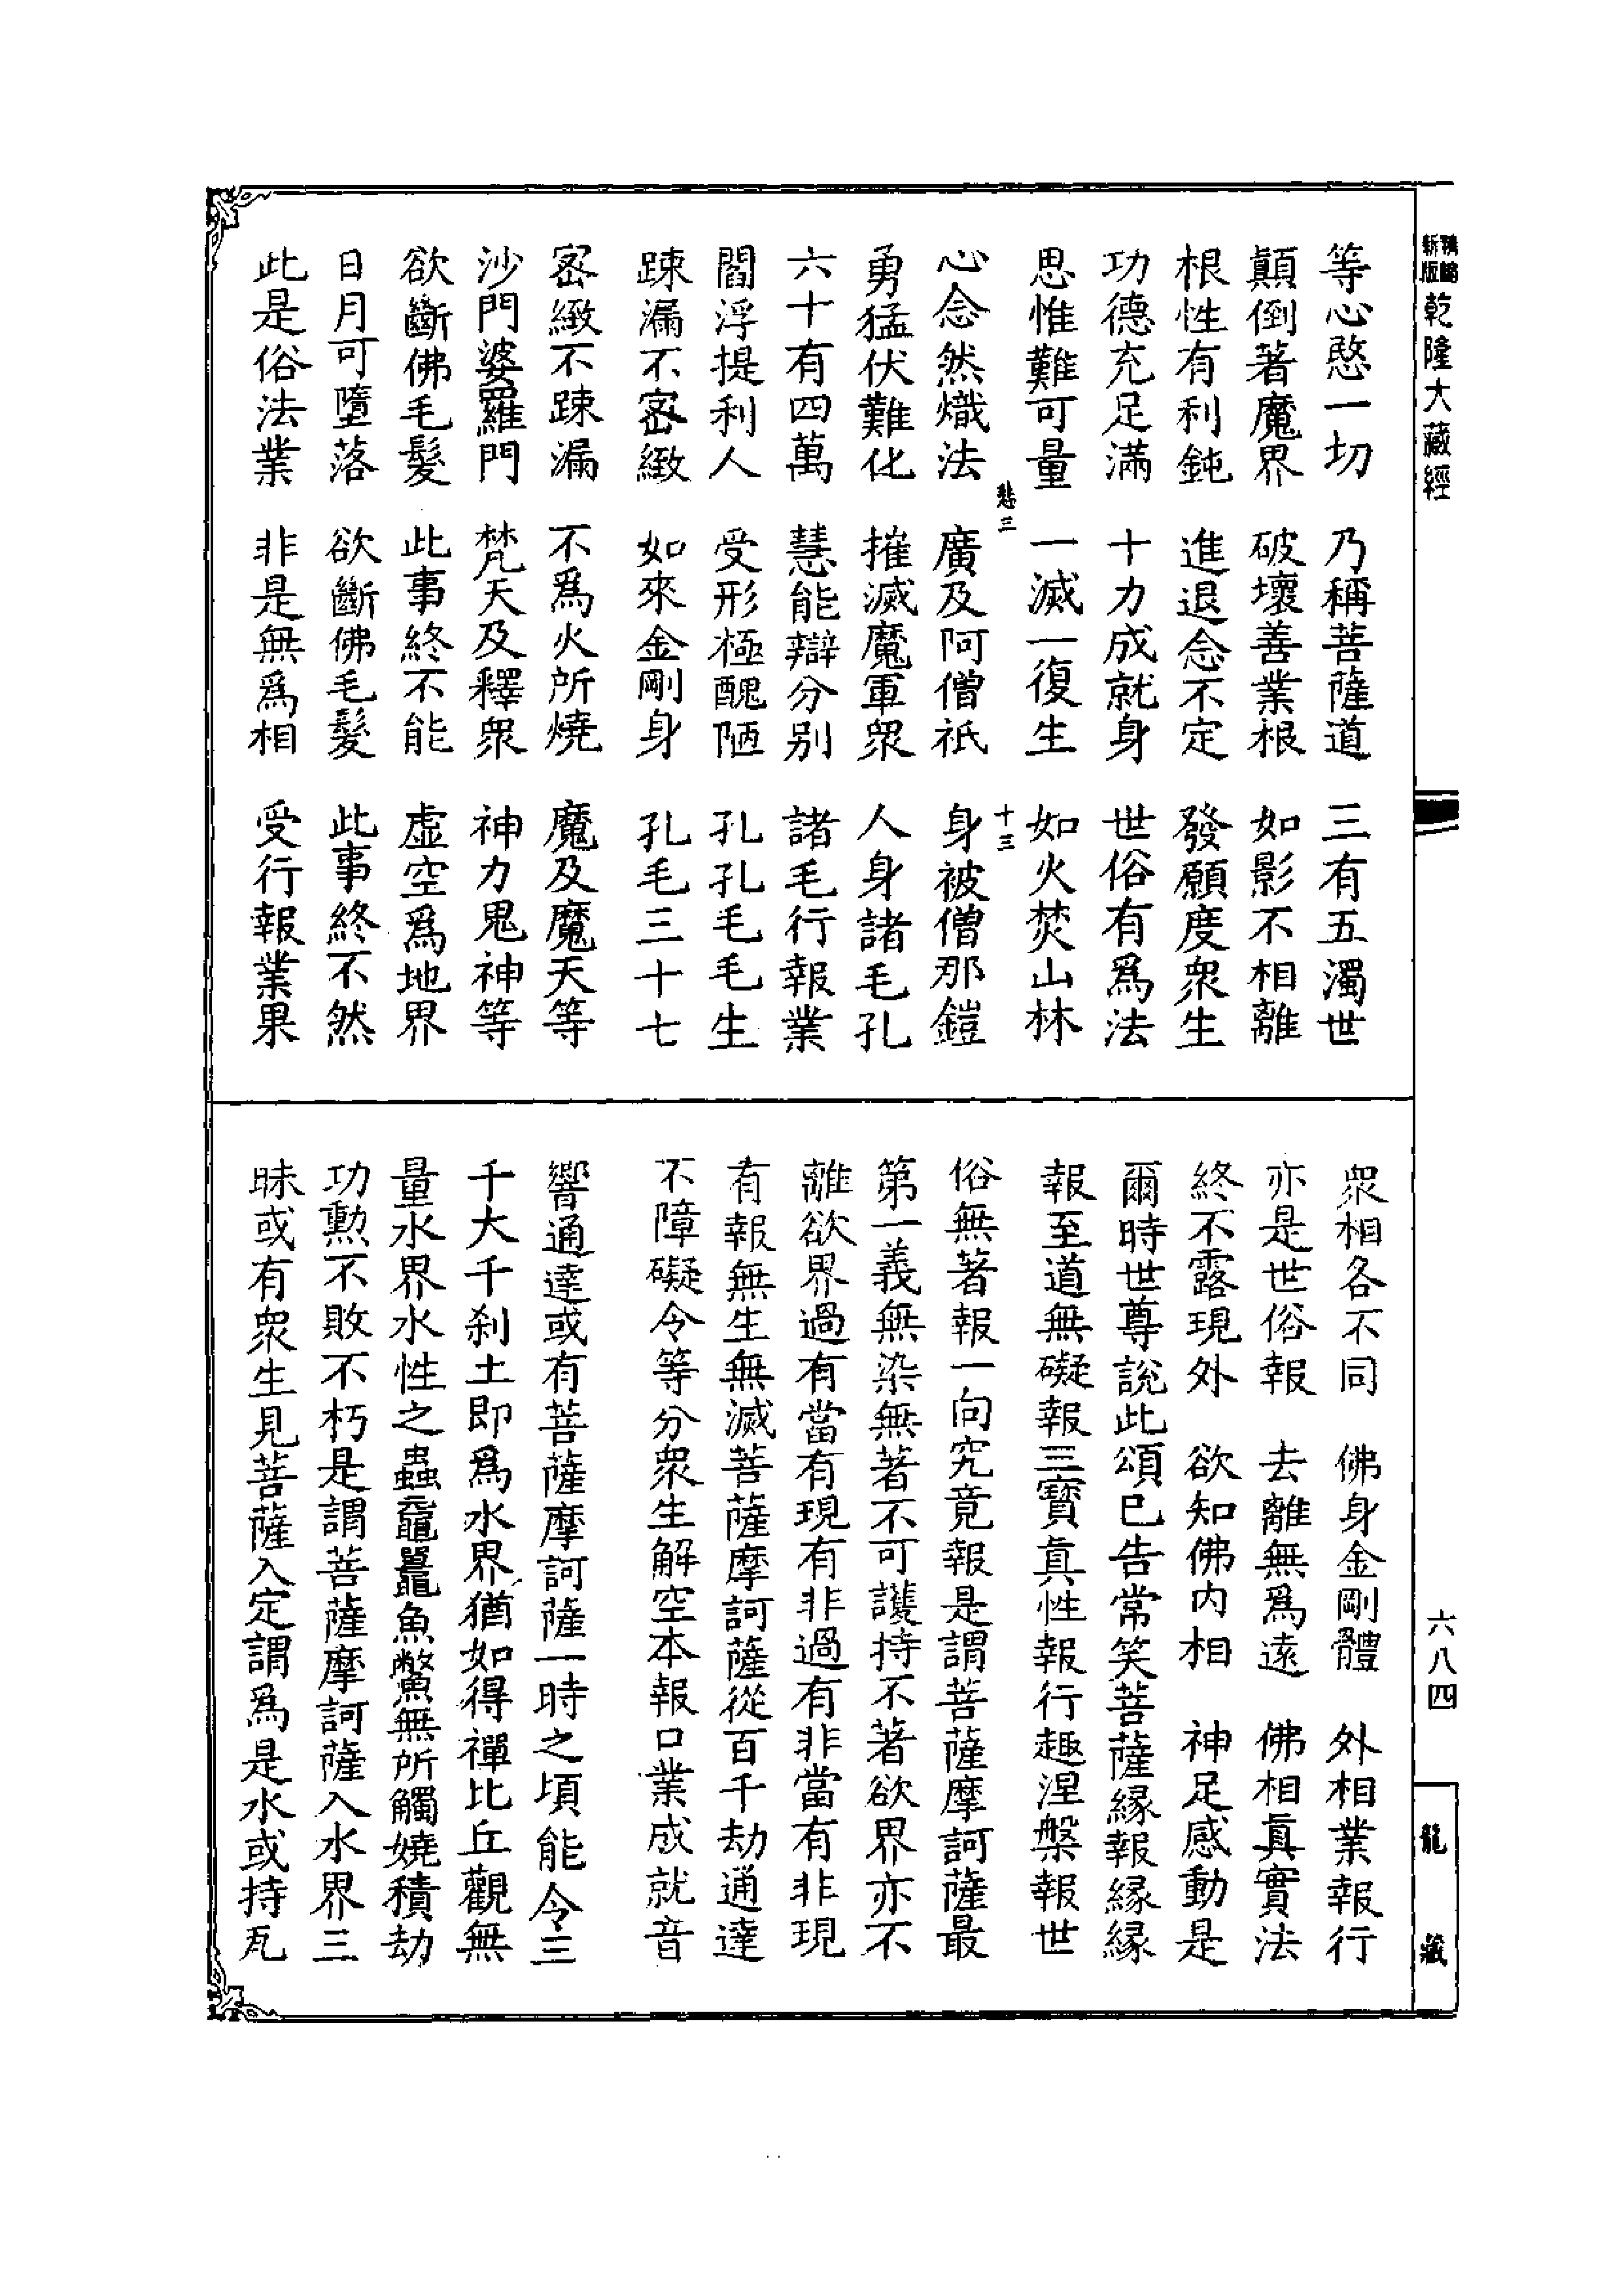 新版
乾隆大藏經
等心愍一切　乃稱菩薩道　三有五濁世
顛倒著魔界　破壞善業根　如影不相離
根性有利鈍　進退念不定　發願度衆生
功德充足滿　十力成就身　世俗有爲法
思惟難可量　一滅一復生　如火焚山林
悲三　十三
心念然熾法　廣及阿僧祇　身被僧那鎧
勇猛伏難化　摧滅魔軍衆　人身諸毛孔
六十有四萬　慧能辯分別　諸毛行報業
閻浮提利人　受形極醜陋　孔孔毛毛生
踈漏不宻緻　如來金剛身　孔毛三十七
宻緻不踈漏　不爲火所燒　魔及魔天等
沙門婆羅門　梵天及釋衆　神力鬼神等
欲斷佛毛髮　此事終不能　虛空爲地界
日月可墮落　欲斷佛毛髮　此事終不然
此是俗法業　非是無爲相　受行報業果
衆相各不同　佛身金剛體　外相業報行
亦是世俗報　去離無爲遠　佛相眞實法
終不露現外　欲知佛內相　神足感動是
爾時世尊說此頌已告常笑菩薩緣報緣緣
報至道無礙報三寶眞性報行趣涅槃報世
俗無著報一向究竟報是謂菩薩摩訶薩最
第一義無染無著不可護持不著欲界亦不
離欲界過有當有現有非過有非當有非現
有報無生無滅菩薩摩訶薩從百千劫通達
不障礙令等分衆生解空本報口業成就音
響通達或有菩薩摩訶薩一時之頃能令三
千大千刹土即爲水界猶如得禪比丘觀無
量水界水性之蟲黿鼉魚鱉無所觸嬈積劫
功勳不敗不朽是謂菩薩摩訶薩入水界三
昧或有衆生見菩薩入定謂爲是水或持瓦
六八四
龍藏